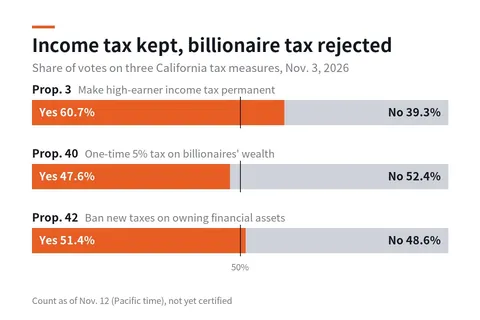 Income tax kept, billionaire tax rejected
Share of votes on three California tax measures, Nov. 3, 2026
Prop. 3 Make high-earner income tax permanent
Yes 60.7% No 39.3%
Prop. 40 One-time 5% tax on billionaires' wealth
Yes 47.6% No 52.4%
Prop. 42 Ban new taxes on owning financial assets
Yes 51.4% No 48.6%
50%
Count as of Nov. 12 (Pacific time), not yet certified